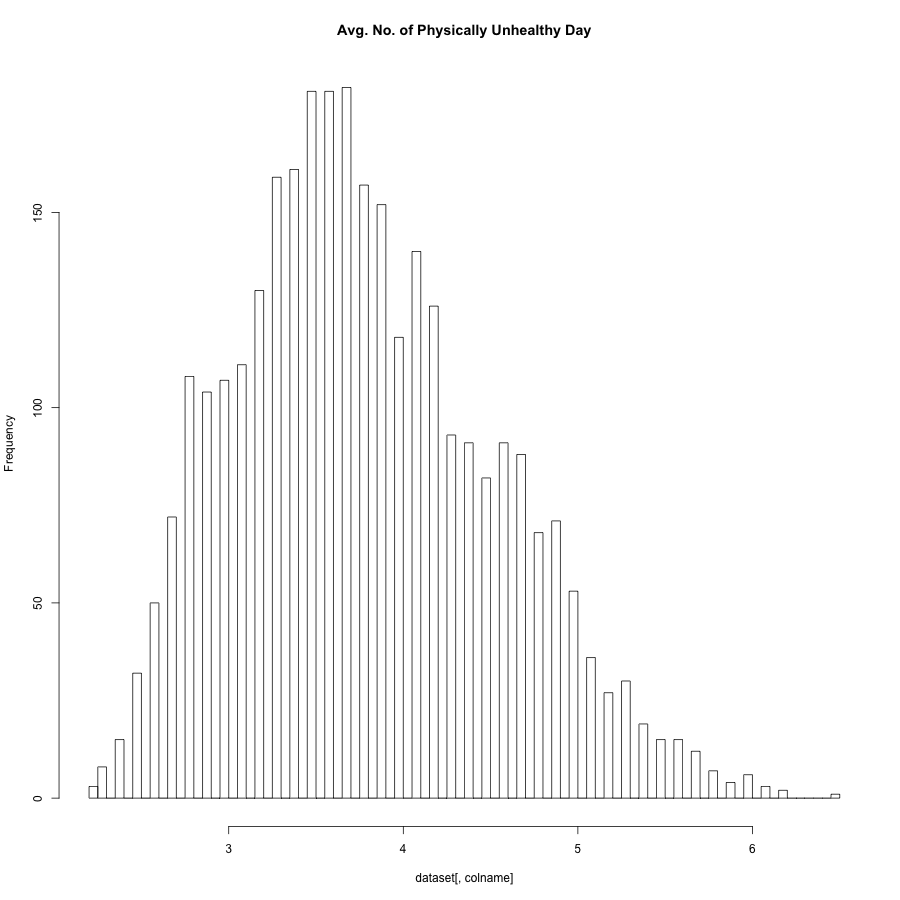 Avg. No. of Physically Unhealthy Day
Frequency
150
100
50
0
3 4 5 6
dataset[, colname]